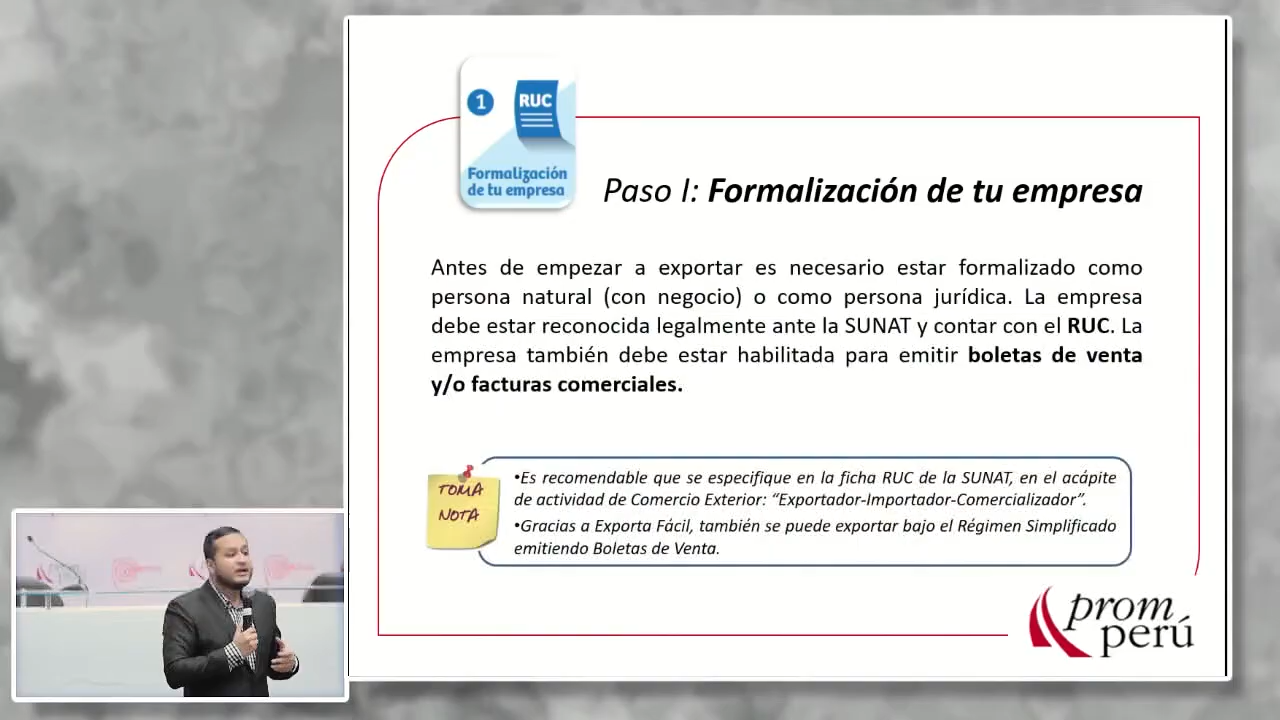 1
RUC
Formalización
de tu empresa
Paso I: Formalización de tu empresa
Antes de empezar a exportar es necesario estar formalizado como
persona natural (con negocio) o como persona jurídica. La empresa
debe estar reconocida legalmente ante la SUNAT y contar con el RUC. La
empresa también debe estar habilitada para emitir boletas de venta
y/o facturas comerciales.
TOMA
NOTA
•Es recomendable que se especifique en la ficha RUC de la SUNAT, en el acápite
de actividad de Comercio Exterior: “Exportador-Importador-Comercializador”.
•Gracias a Exporta Fácil, también se puede exportar bajo el Régimen Simplificado
emitiendo Boletas de Venta.
prom
perú